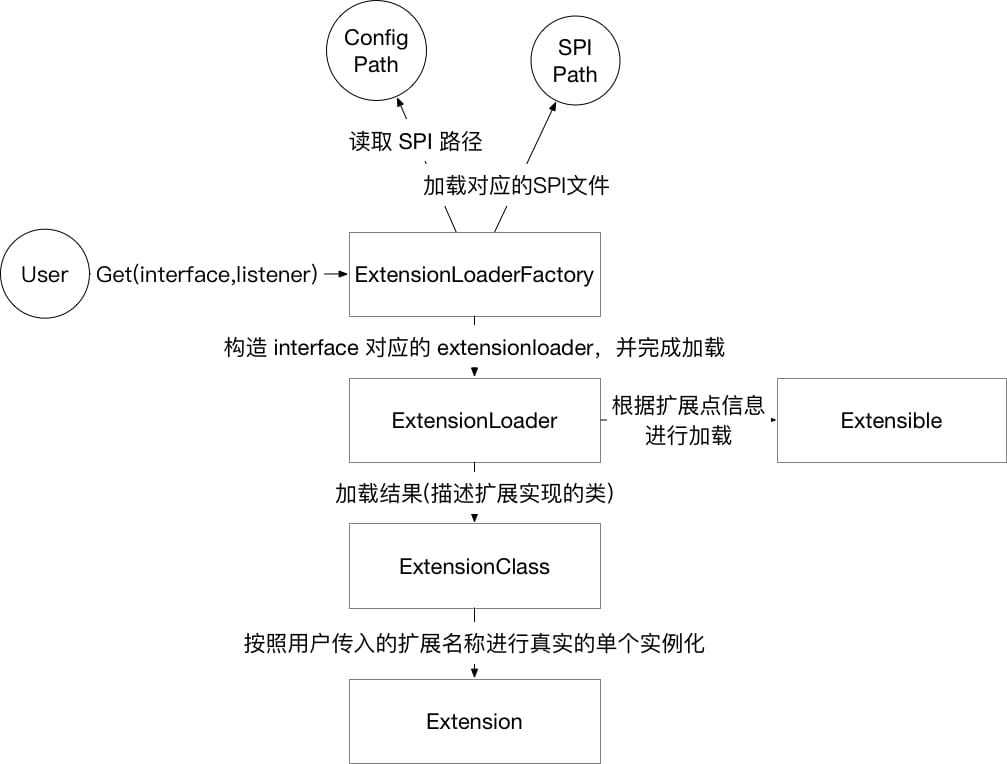 Config
Path
SPI
Path
读取 SPI 路径
加载对应的SPI文件
User
Get(interface,listener)
ExtensionLoaderFactory
构造 interface 对应的 extensionloader，并完成加载
ExtensionLoader
根据扩展点信息
进行加载
Extensible
加载结果(描述扩展实现的类)
ExtensionClass
按照用户传入的扩展名称进行真实的单个实例化
Extension